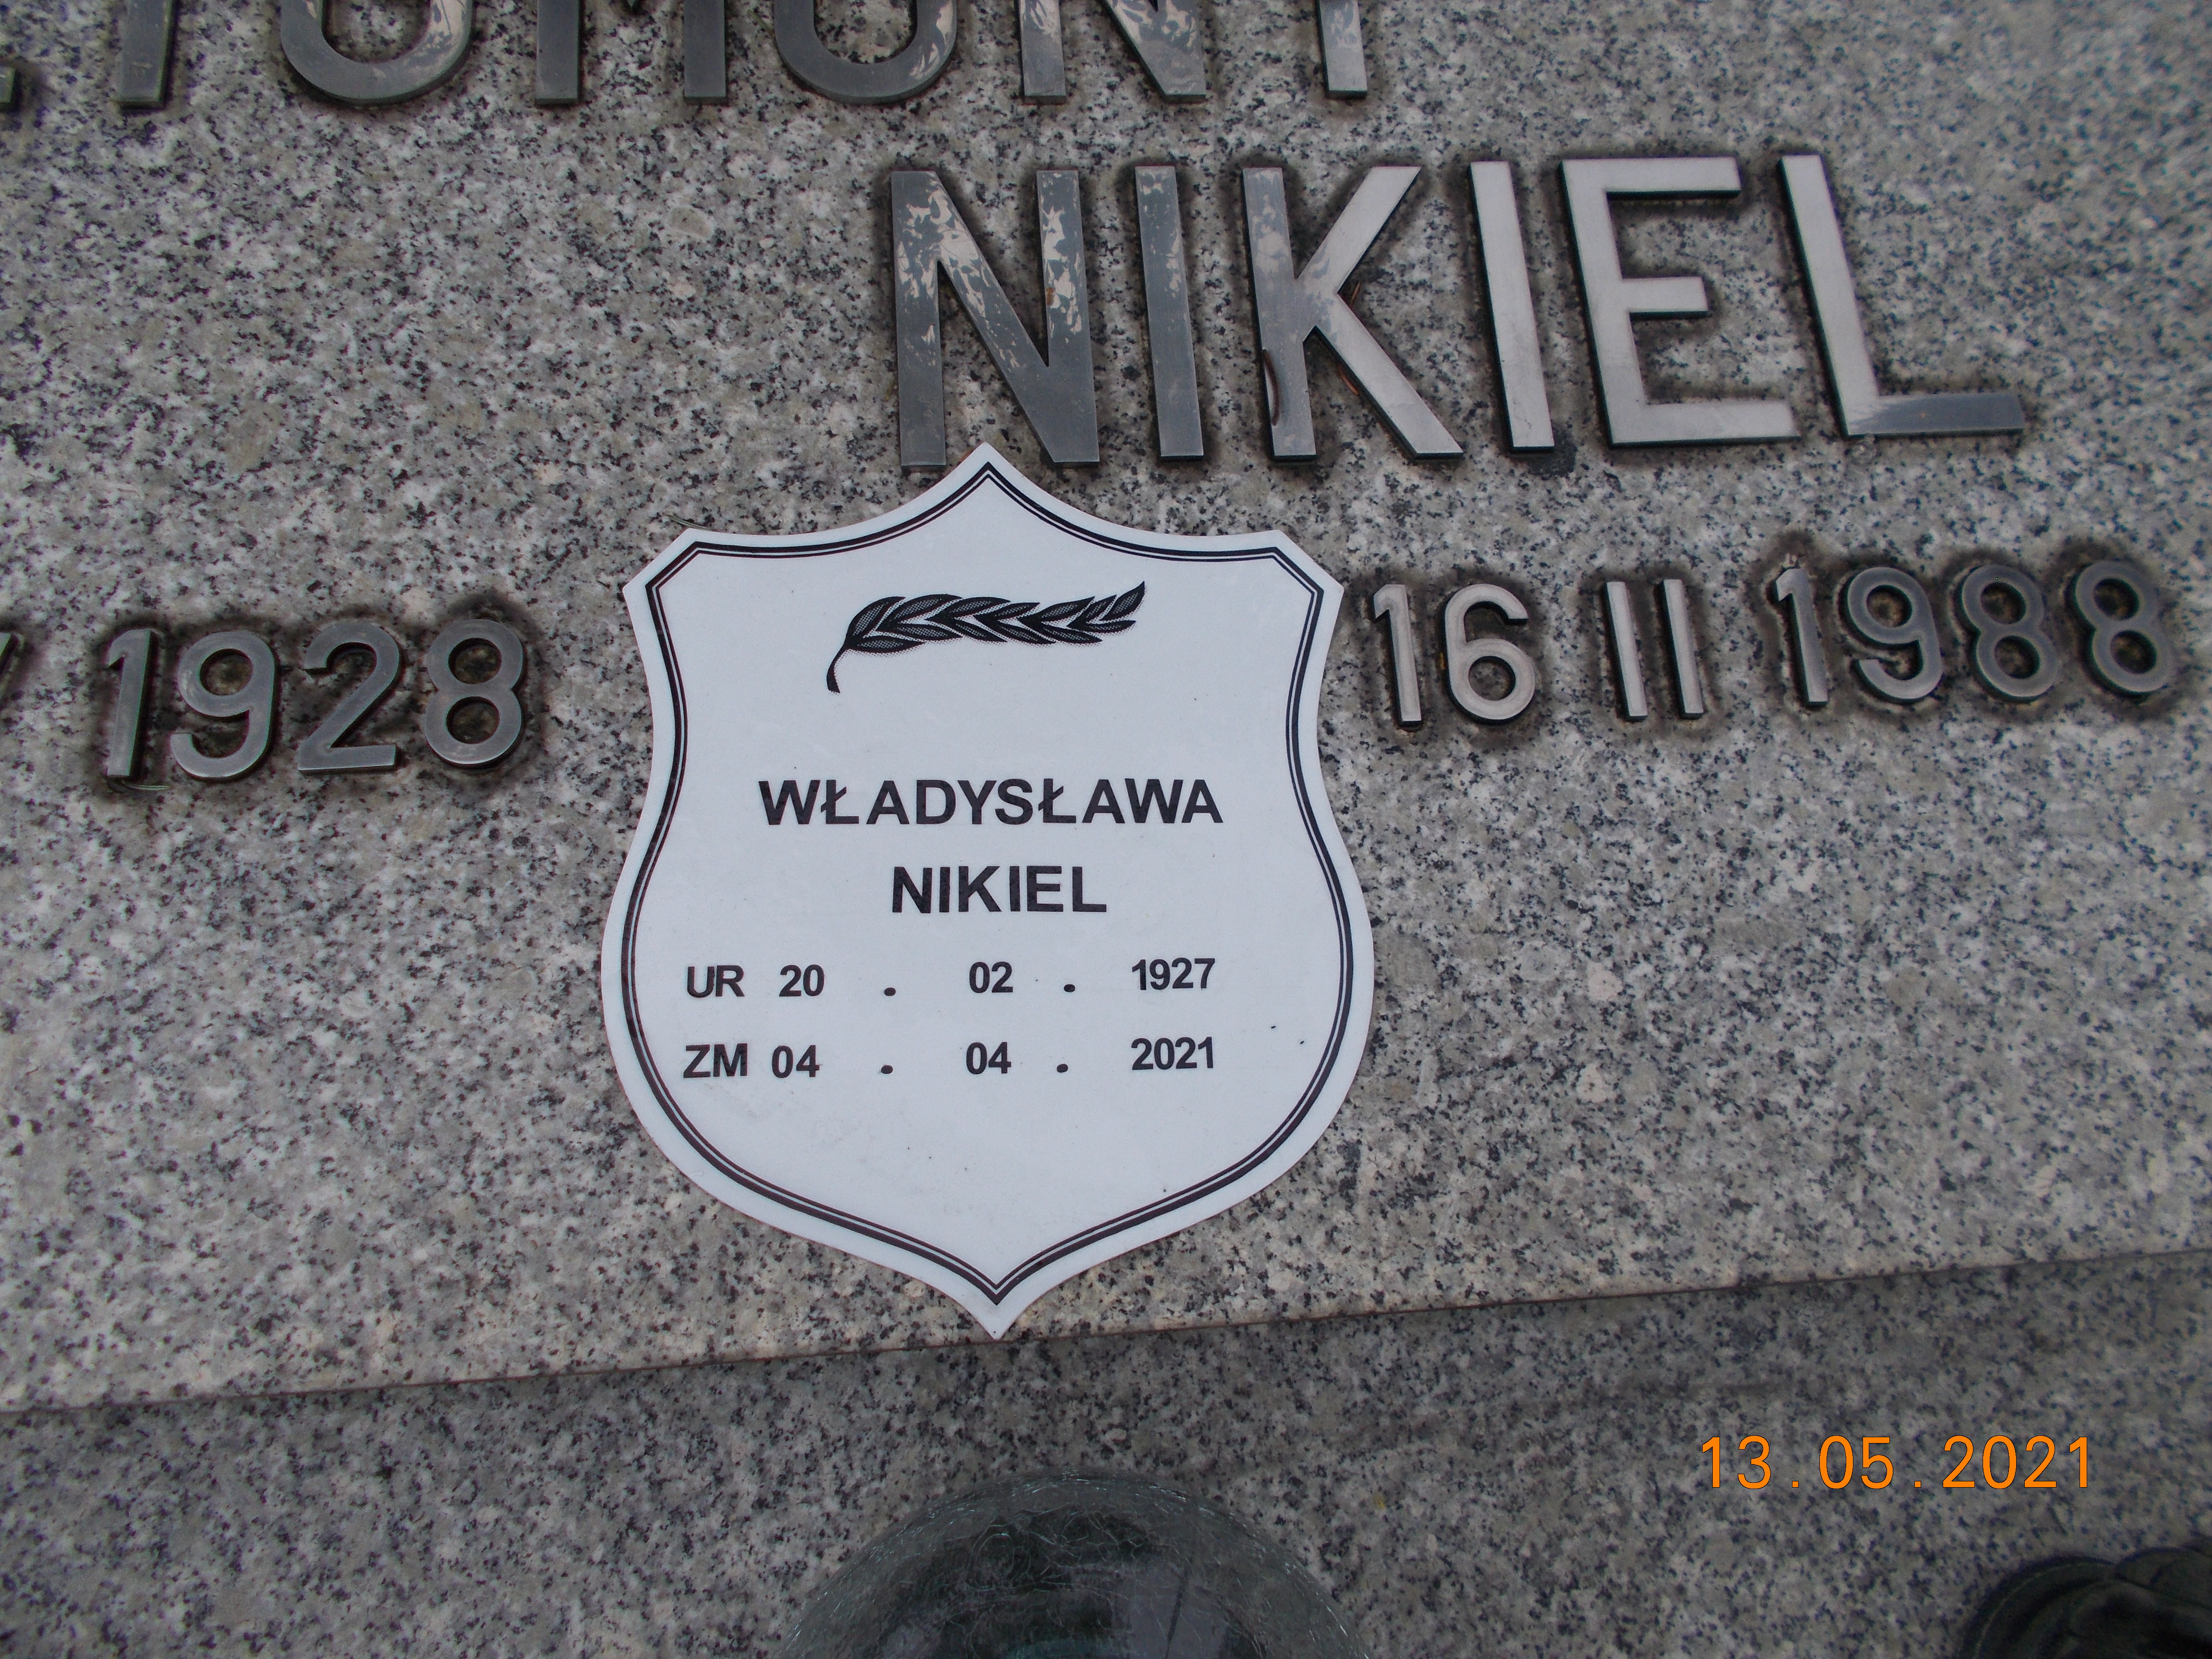 NIKIEL
1928 16 II 1988
WŁADYSŁAWA
NIKIEL
UR 20 . 02 . 1927
ZM 04 . 04 . 2021
13.05.2021